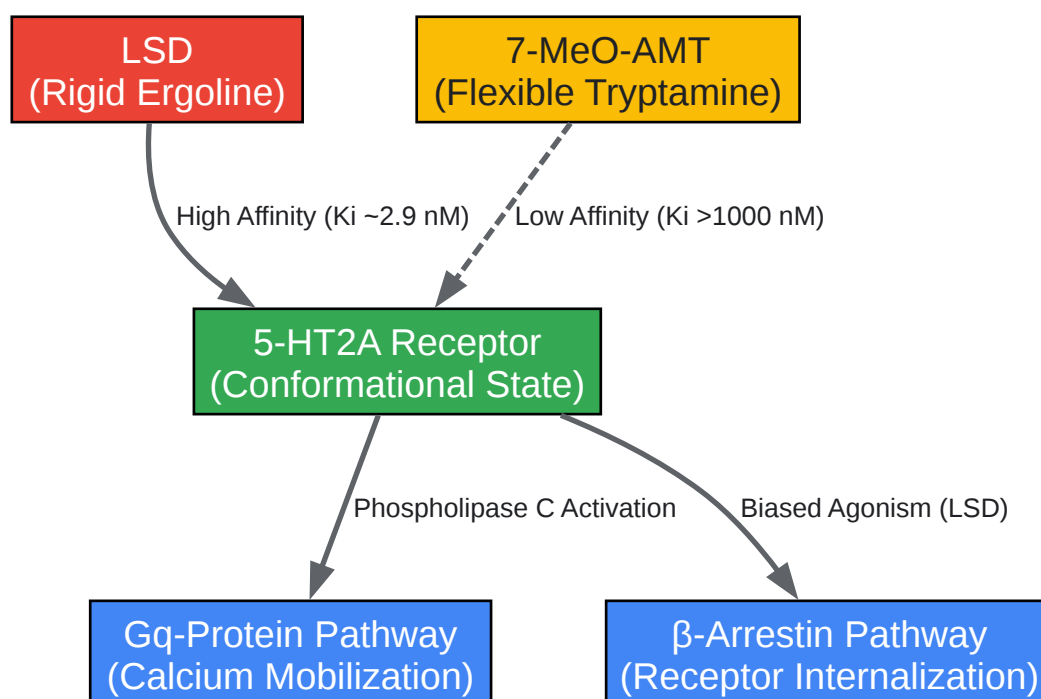 LSD
(Rigid Ergoline)
7-MeO-AMT
(Flexible Tryptamine)
High Affinity (Ki ~2.9 nM)
Low Affinity (Ki >1000 nM)
5-HT2A Receptor
(Conformational State)
Phospholipase C Activation
Biased Agonism (LSD)
Gq-Protein Pathway
(Calcium Mobilization)
β-Arrestin Pathway
(Receptor Internalization)